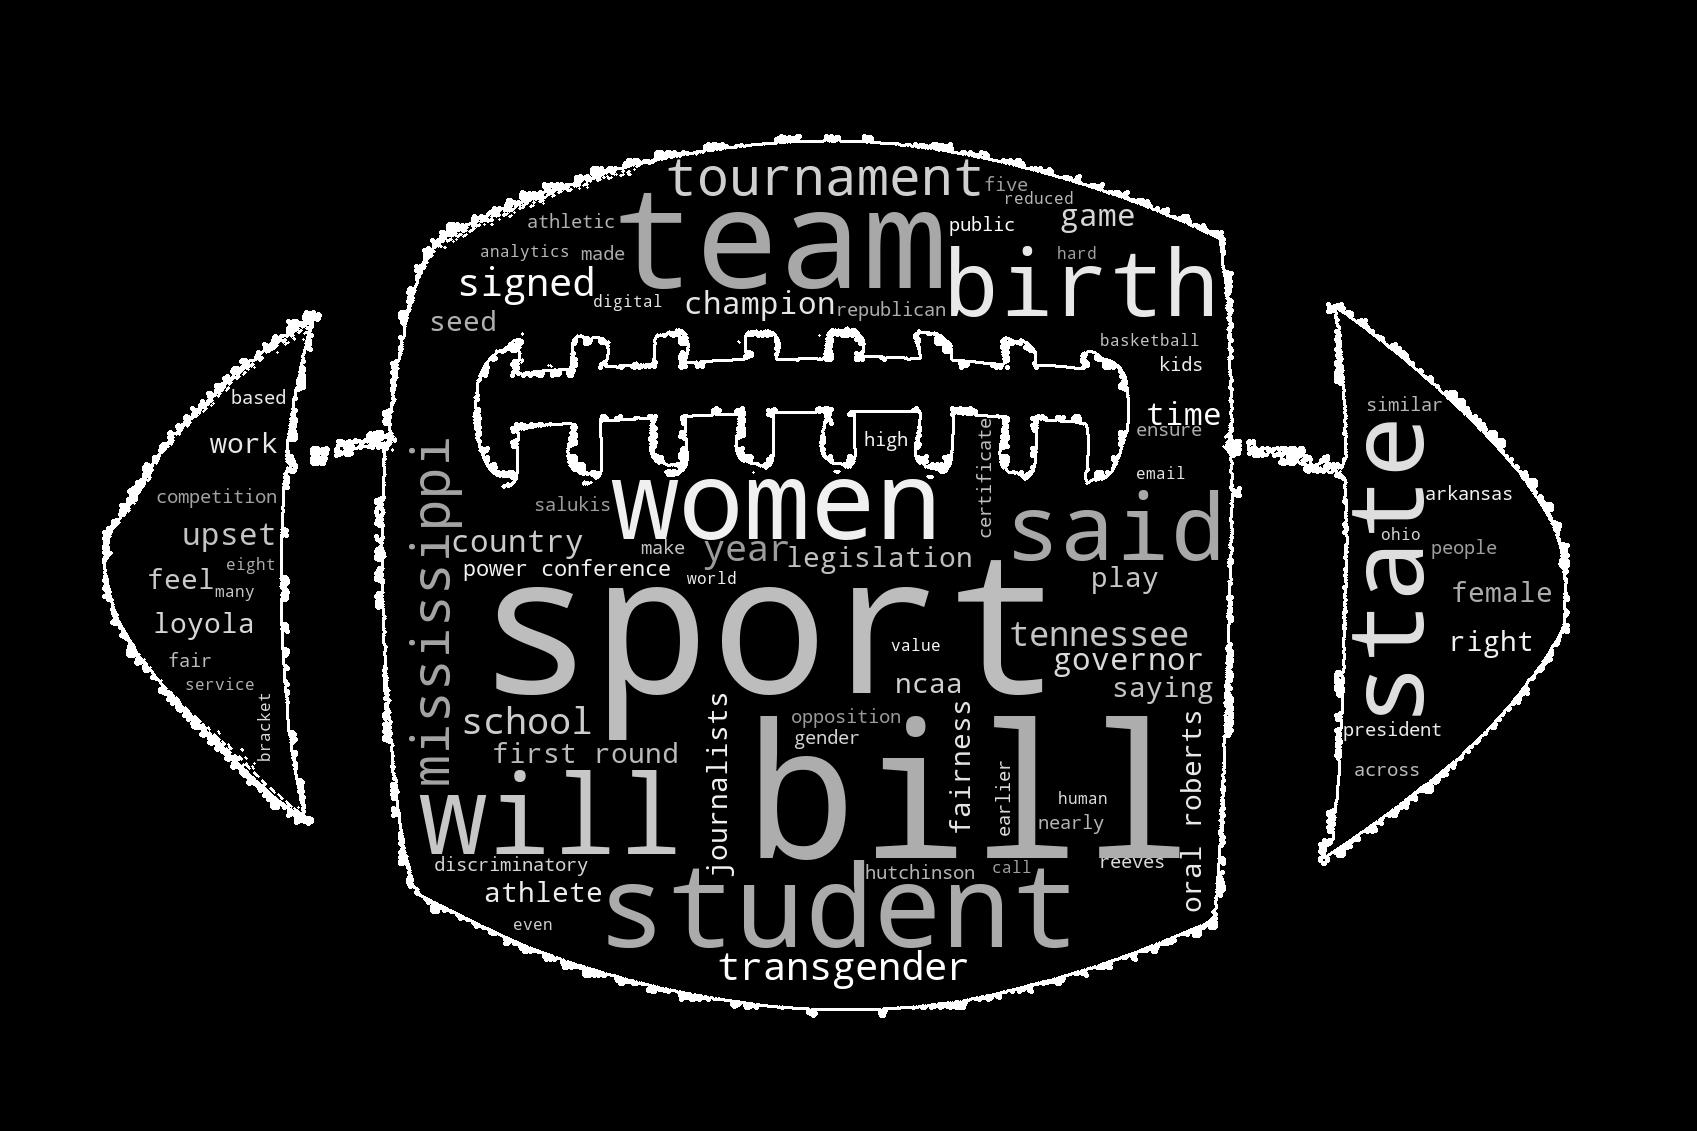 tournament
five
reduced
athletic
team
public
game
analytics
made
birth
hard
signed
digital
champion
republican
seed
basketball
kids
based
time
similar
ensure
work
high
certificate
email
state
mississippi
competition
salukis
women
said
arkansas
upset
country
make
year
legislation
ohio
people
eight
power conference
world
play
feel
many
sport
female
loyola
value
tennessee
right
governor
fair
ncaa
saying
service
bracket
school
journalists
opposition
gender
fairness
oral roberts
president
first round
bill
will
earlier
human
nearly
across
discriminatory
hutchinson
call
reeves
athlete
student
even
transgender